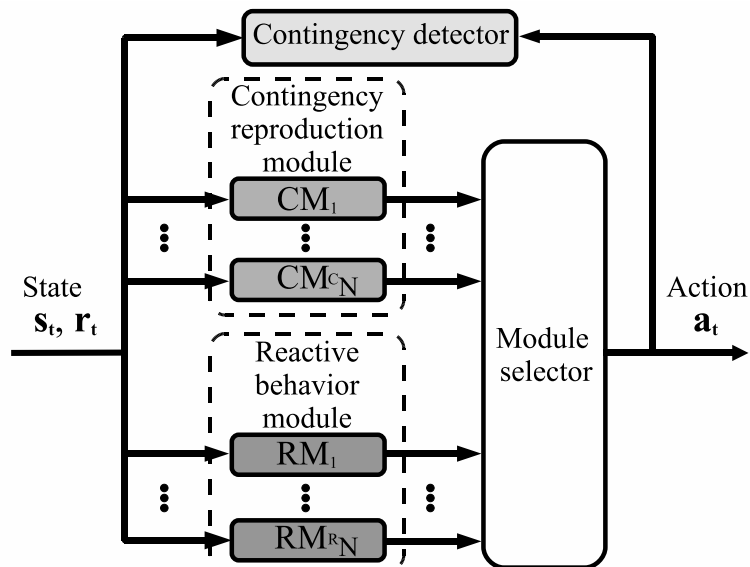 Contingency detector
Contingency
reproduction
module
CM₁
CMᶜN
State
sₜ, rₜ
Reactive
behavior
module
RM₁
RMᴿN
Module
selector
Action
aₜ